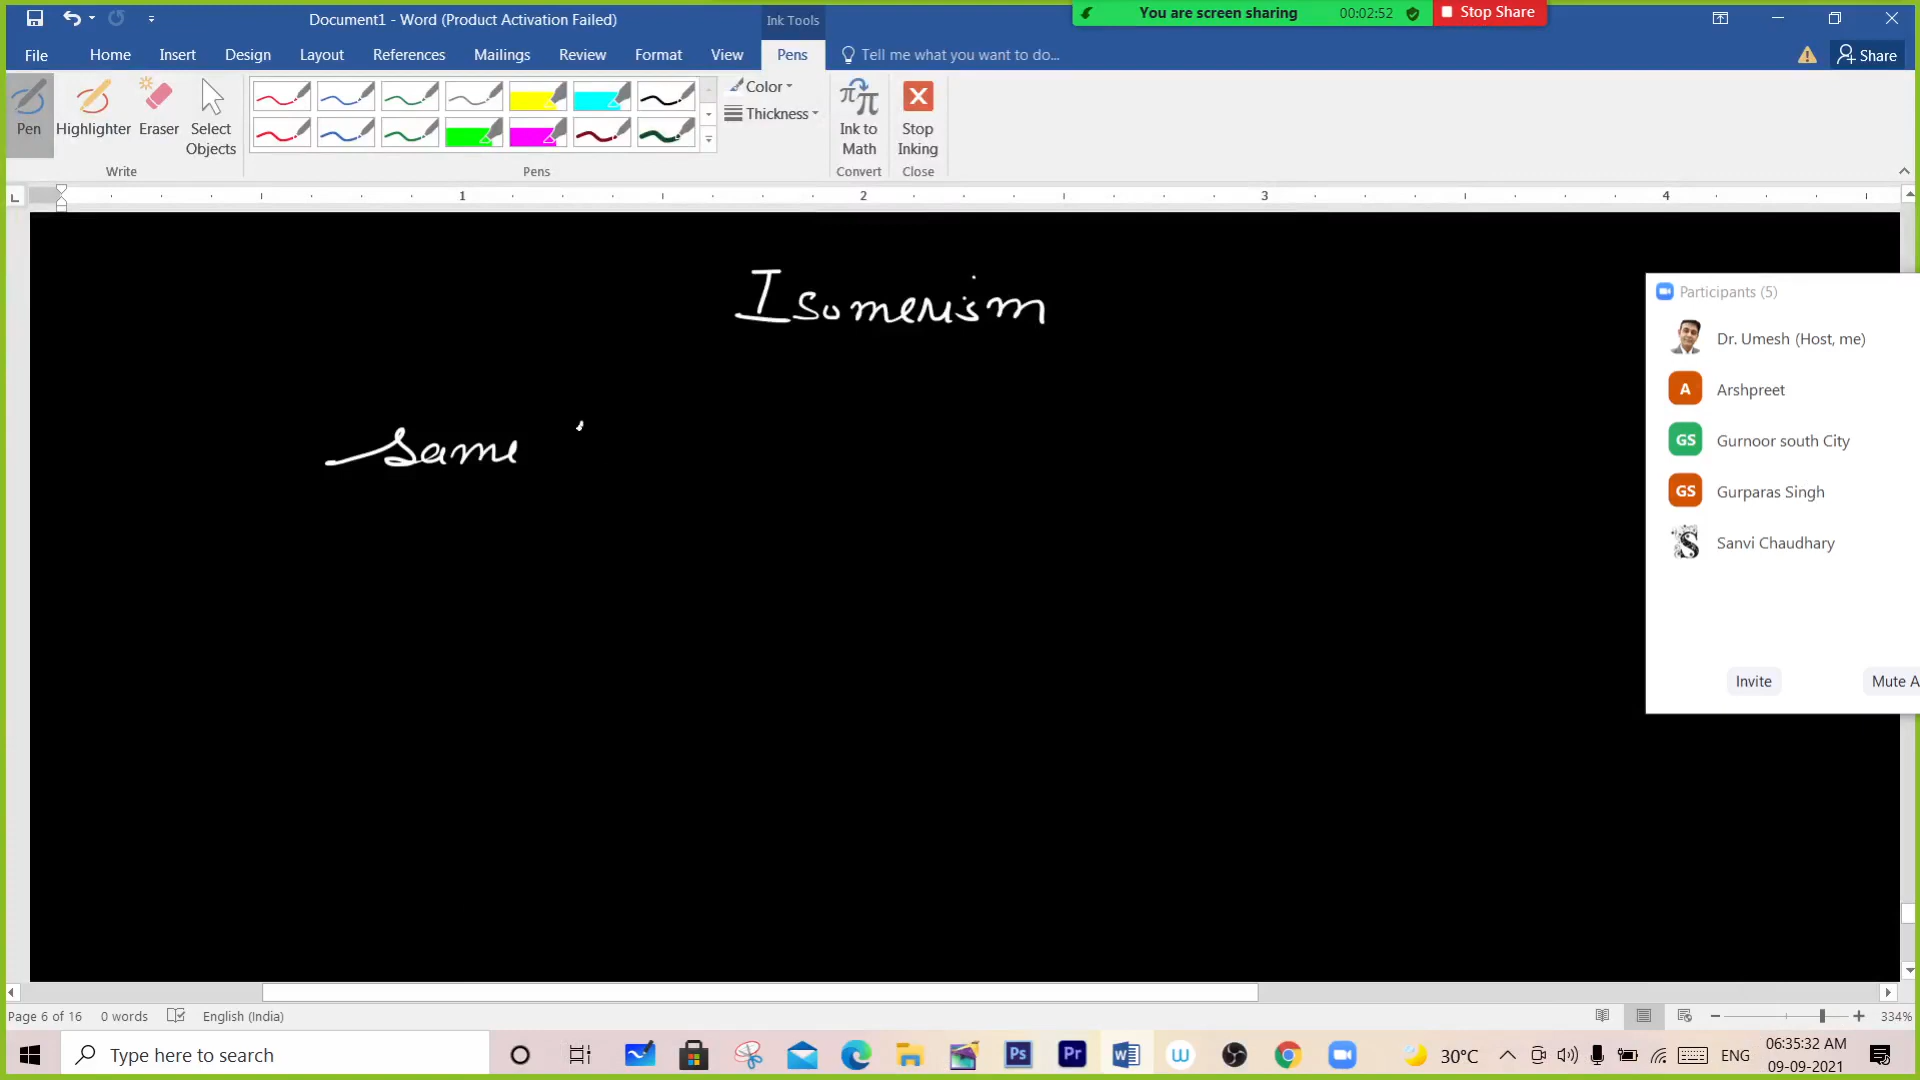 Document1 - Word (Product Activation Failed)
Ink Tools
You are screen sharing
00:02:52
Stop Share
File
Home
Insert
Design
Layout
References
Mailings
Review
Format
View
Pens
Tell me what you want to do...
Share
Pen
Highlighter
Eraser
Select
Objects
Color
Thickness
Ink to
Math
Stop
Inking
Write
Pens
Convert
Close
1
2
3
4
Isomerism
Same
Participants (5)
Dr. Umesh (Host, me)
A
Arshpreet
GS
Gurnoor south City
GS
Gurparas Singh
Sanvi Chaudhary
Invite
Mute A
Page 6 of 16
0 words
English (India)
334%
Type here to search
Ps
Pr
30°C
ENG
06:35:32 AM
09-09-2021